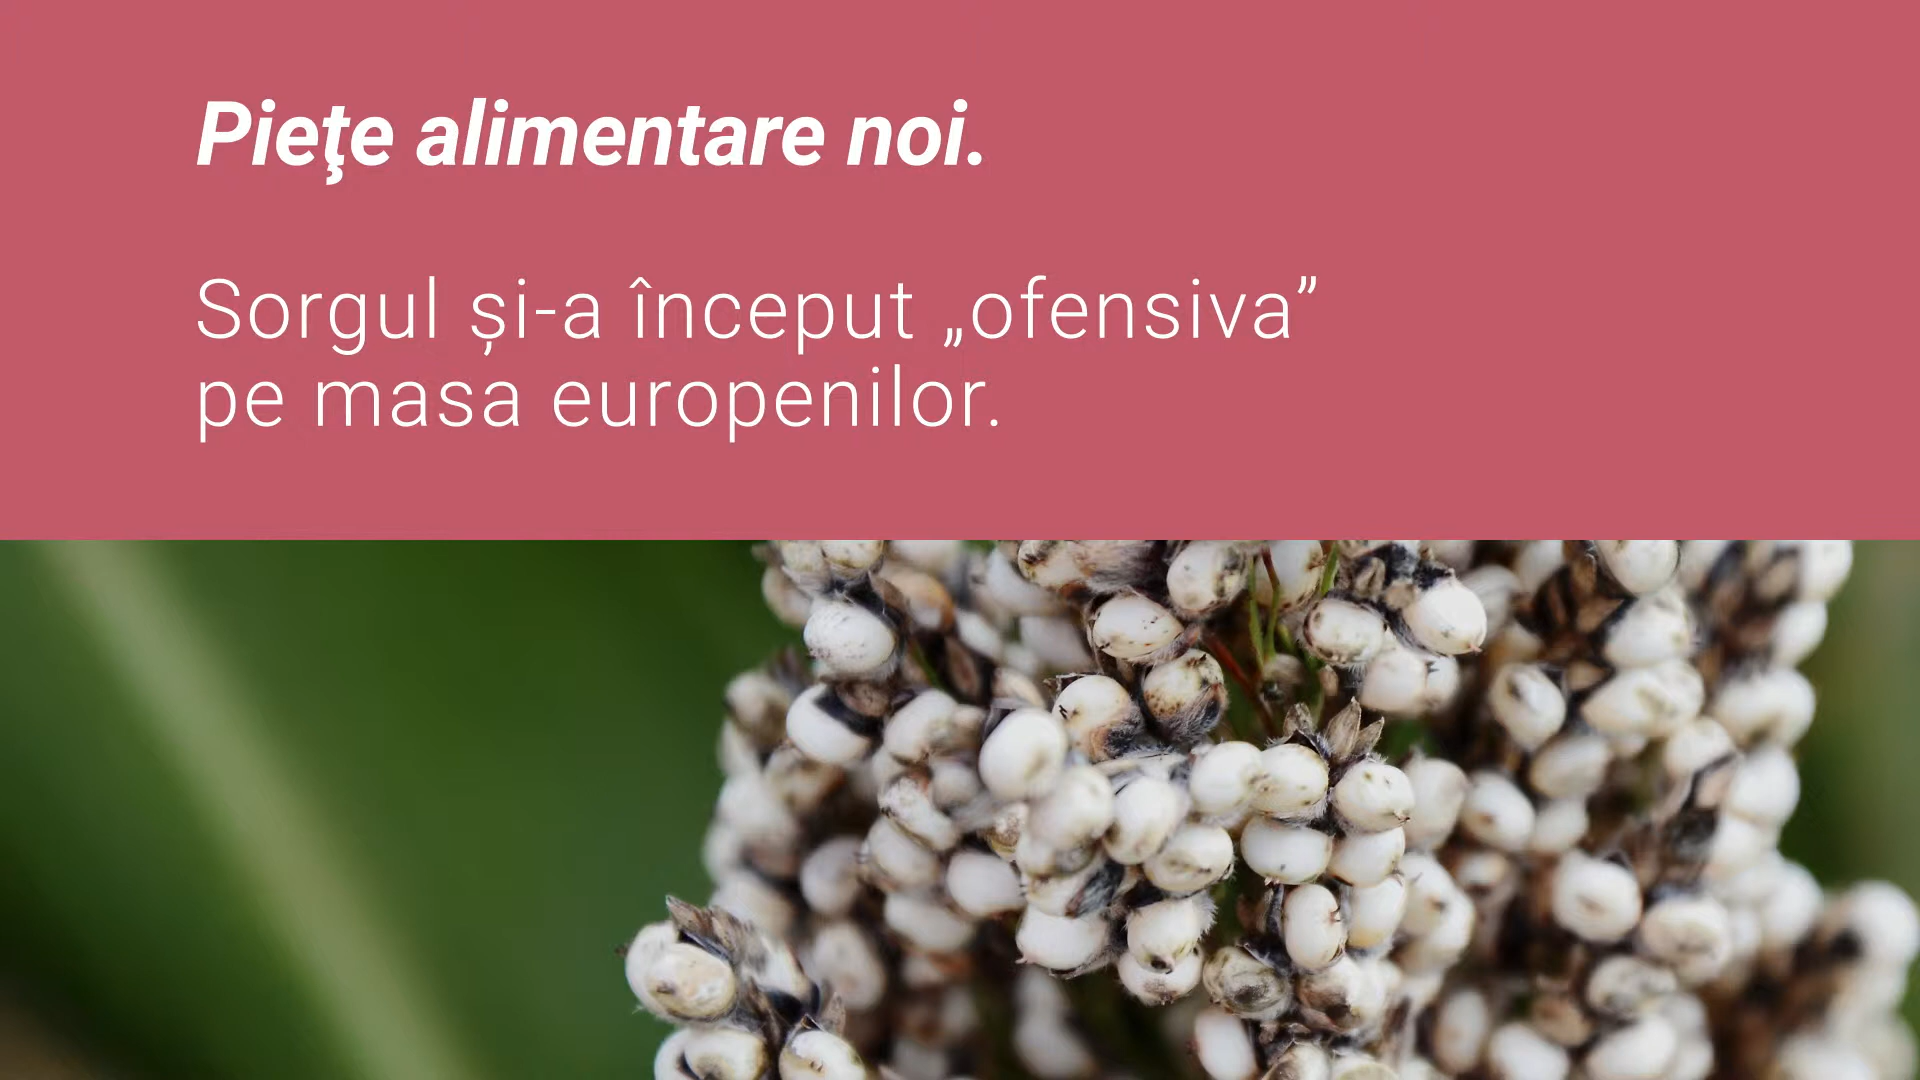 Pieţe alimentare noi.
Sorgul și-a început „ofensiva”
pe masa europenilor.